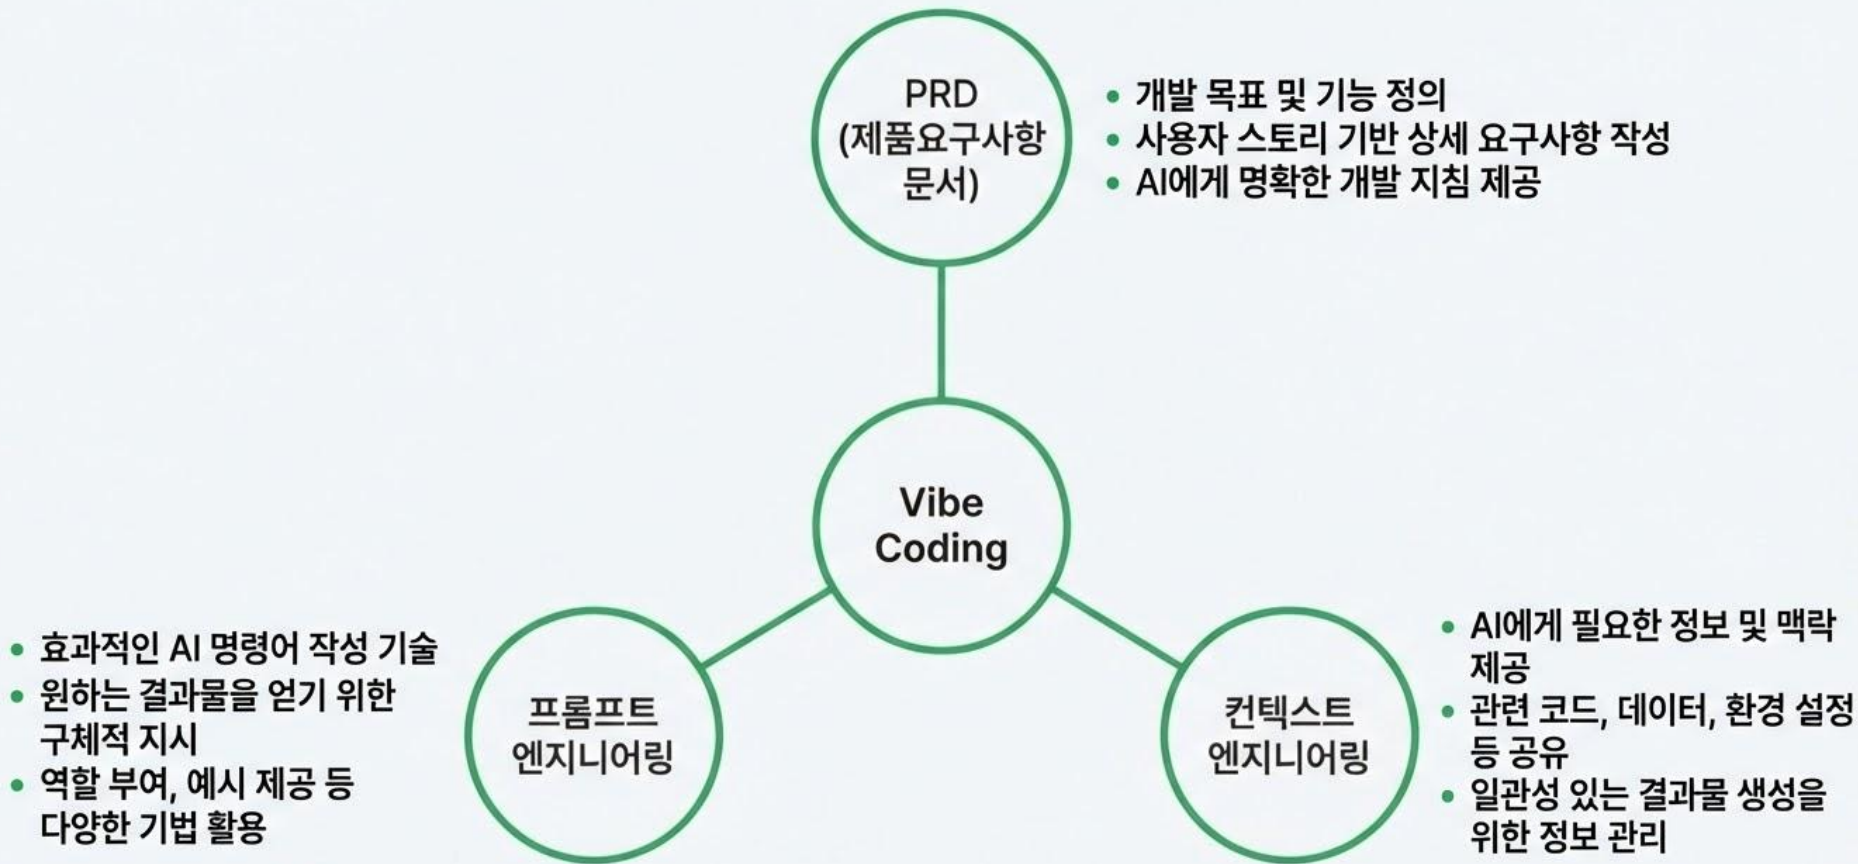 PRD
(제품요구사항
문서)
• 개발 목표 및 기능 정의
• 사용자 스토리 기반 상세 요구사항 작성
• AI에게 명확한 개발 지침 제공
Vibe
Coding
• 효과적인 AI 명령어 작성 기술
• 원하는 결과물을 얻기 위한
구체적 지시
• 역할 부여, 예시 제공 등
다양한 기법 활용
프롬프트
엔지니어링
컨텍스트
엔지니어링
• AI에게 필요한 정보 및 맥락
제공
• 관련 코드, 데이터, 환경 설정
등 공유
• 일관성 있는 결과물 생성을
위한 정보 관리